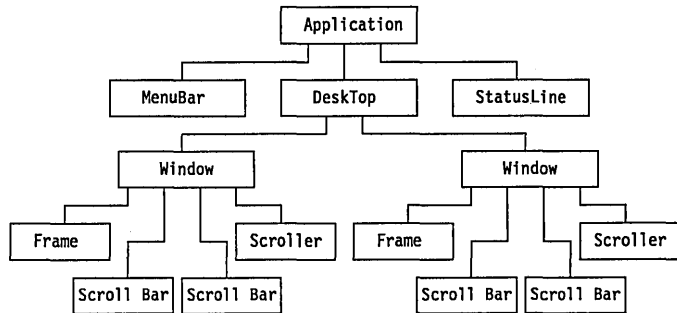 Application
MenuBar
DeskTop
StatusLine
Window
Window
Frame
Scroller
Frame
Scroller
Scroll Bar
Scroll Bar
Scroll Bar
Scroll Bar